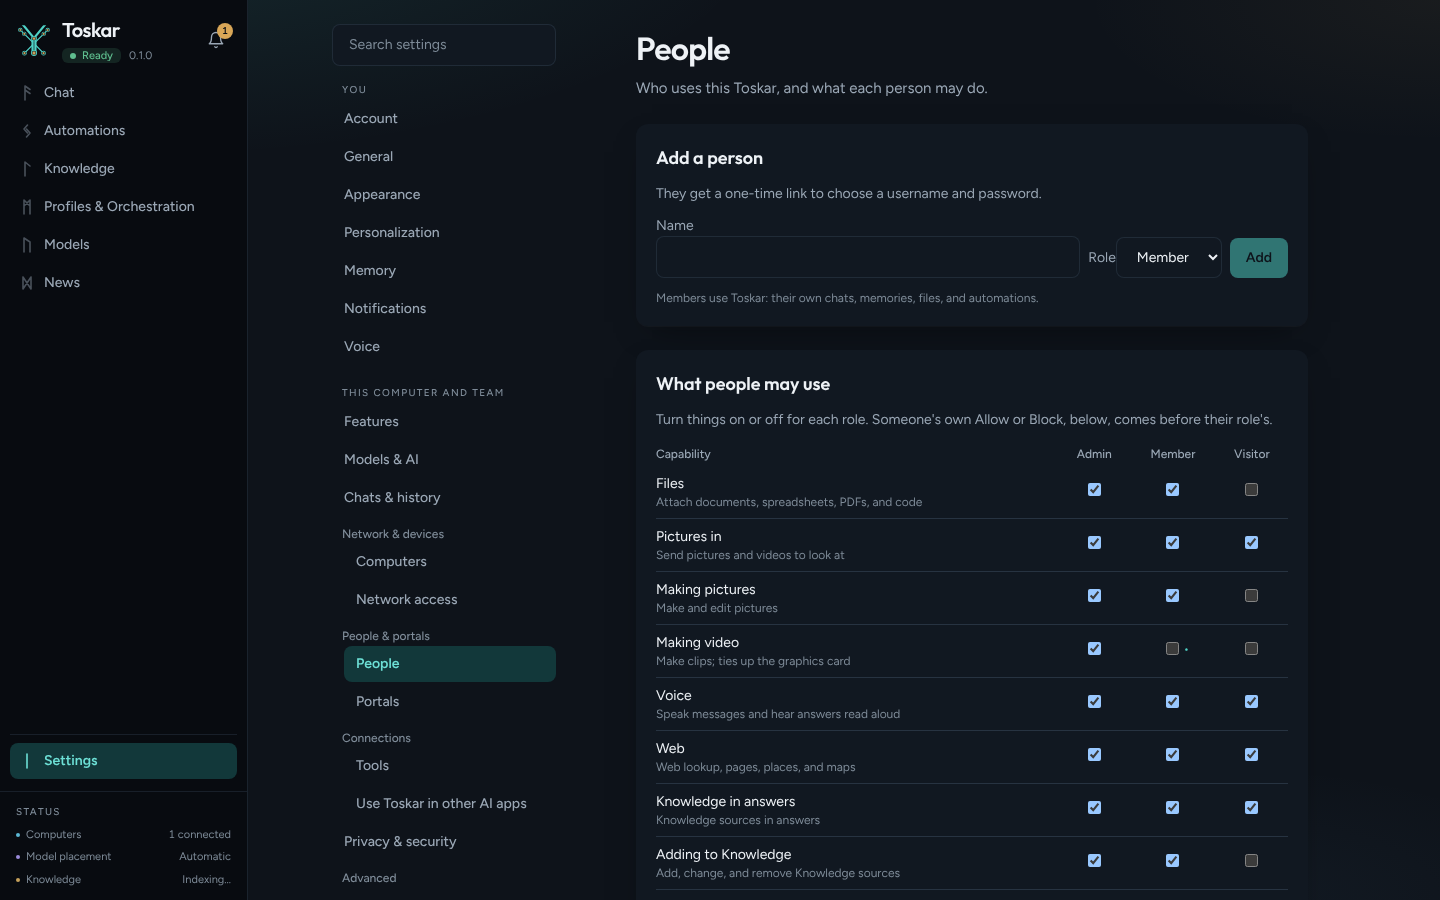 Toskar
1
Ready 0.1.0
Chat
Automations
Knowledge
Profiles & Orchestration
Models
News
Settings
STATUS
Computers 1 connected
Model placement Automatic
Knowledge Indexing...
Search settings
YOU
Account
General
Appearance
Personalization
Memory
Notifications
Voice
THIS COMPUTER AND TEAM
Features
Models & AI
Chats & history
Network & devices
Computers
Network access
People & portals
People
Portals
Connections
Tools
Use Toskar in other AI apps
Privacy & security
Advanced
People
Who uses this Toskar, and what each person may do.
Add a person
They get a one-time link to choose a username and password.
Name
Role Member Add
Members use Toskar: their own chats, memories, files, and automations.
What people may use
Turn things on or off for each role. Someone's own Allow or Block, below, comes before their role's.
Capability Admin Member Visitor
Files
Attach documents, spreadsheets, PDFs, and code
Pictures in
Send pictures and videos to look at
Making pictures
Make and edit pictures
Making video
Make clips; ties up the graphics card
Voice
Speak messages and hear answers read aloud
Web
Web lookup, pages, places, and maps
Knowledge in answers
Knowledge sources in answers
Adding to Knowledge
Add, change, and remove Knowledge sources